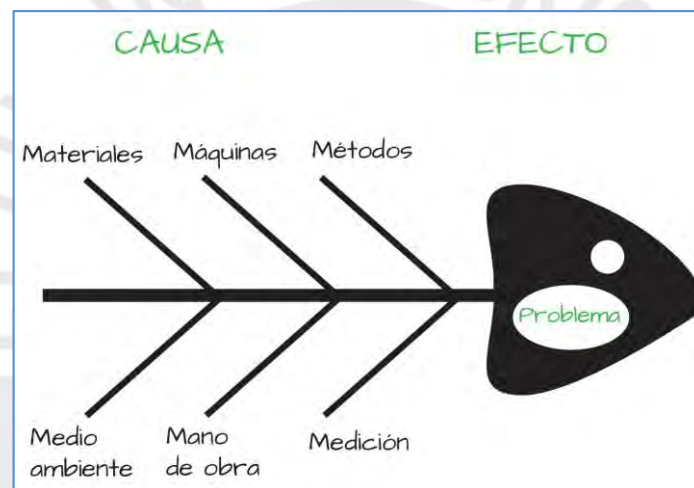 CAUSA
EFECTO
Materiales
Máquinas
Métodos
Problema
Medio
ambiente
Mano
de obra
Medición